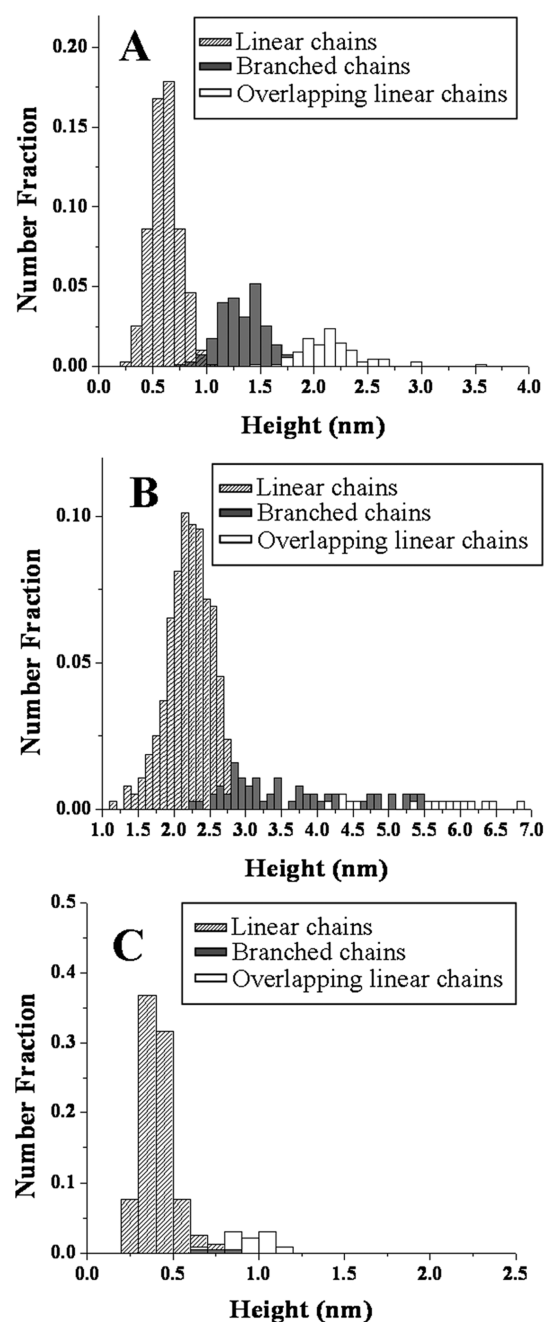 A
Linear chains
Branched chains
Overlapping linear chains
Number Fraction
0.20
0.15
0.10
0.05
0.00
0.0 0.5 1.0 1.5 2.0 2.5 3.0 3.5 4.0
Height (nm)
B
Linear chains
Branched chains
Overlapping linear chains
Number Fraction
0.10
0.05
0.00
1.0 1.5 2.0 2.5 3.0 3.5 4.0 4.5 5.0 5.5 6.0 6.5 7.0
Height (nm)
C
Linear chains
Branched chains
Overlapping linear chains
Number Fraction
0.5
0.4
0.3
0.2
0.1
0.0
0.0 0.5 1.0 1.5 2.0 2.5
Height (nm)